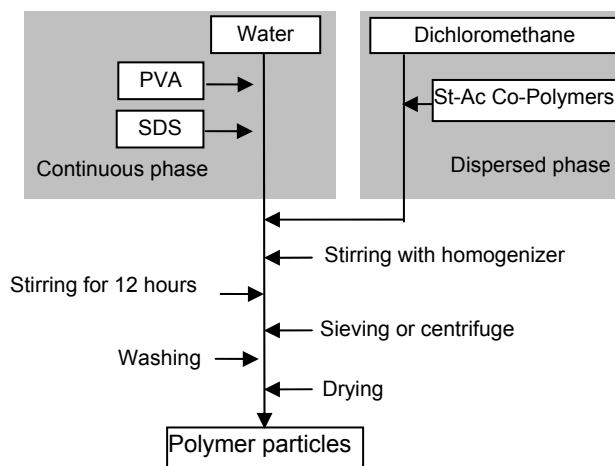 Water
Dichloromethane
PVA
St-Ac Co-Polymers
SDS
Continuous phase
Dispersed phase
Stirring with homogenizer
Stirring for 12 hours
Sieving or centrifuge
Washing
Drying
Polymer particles